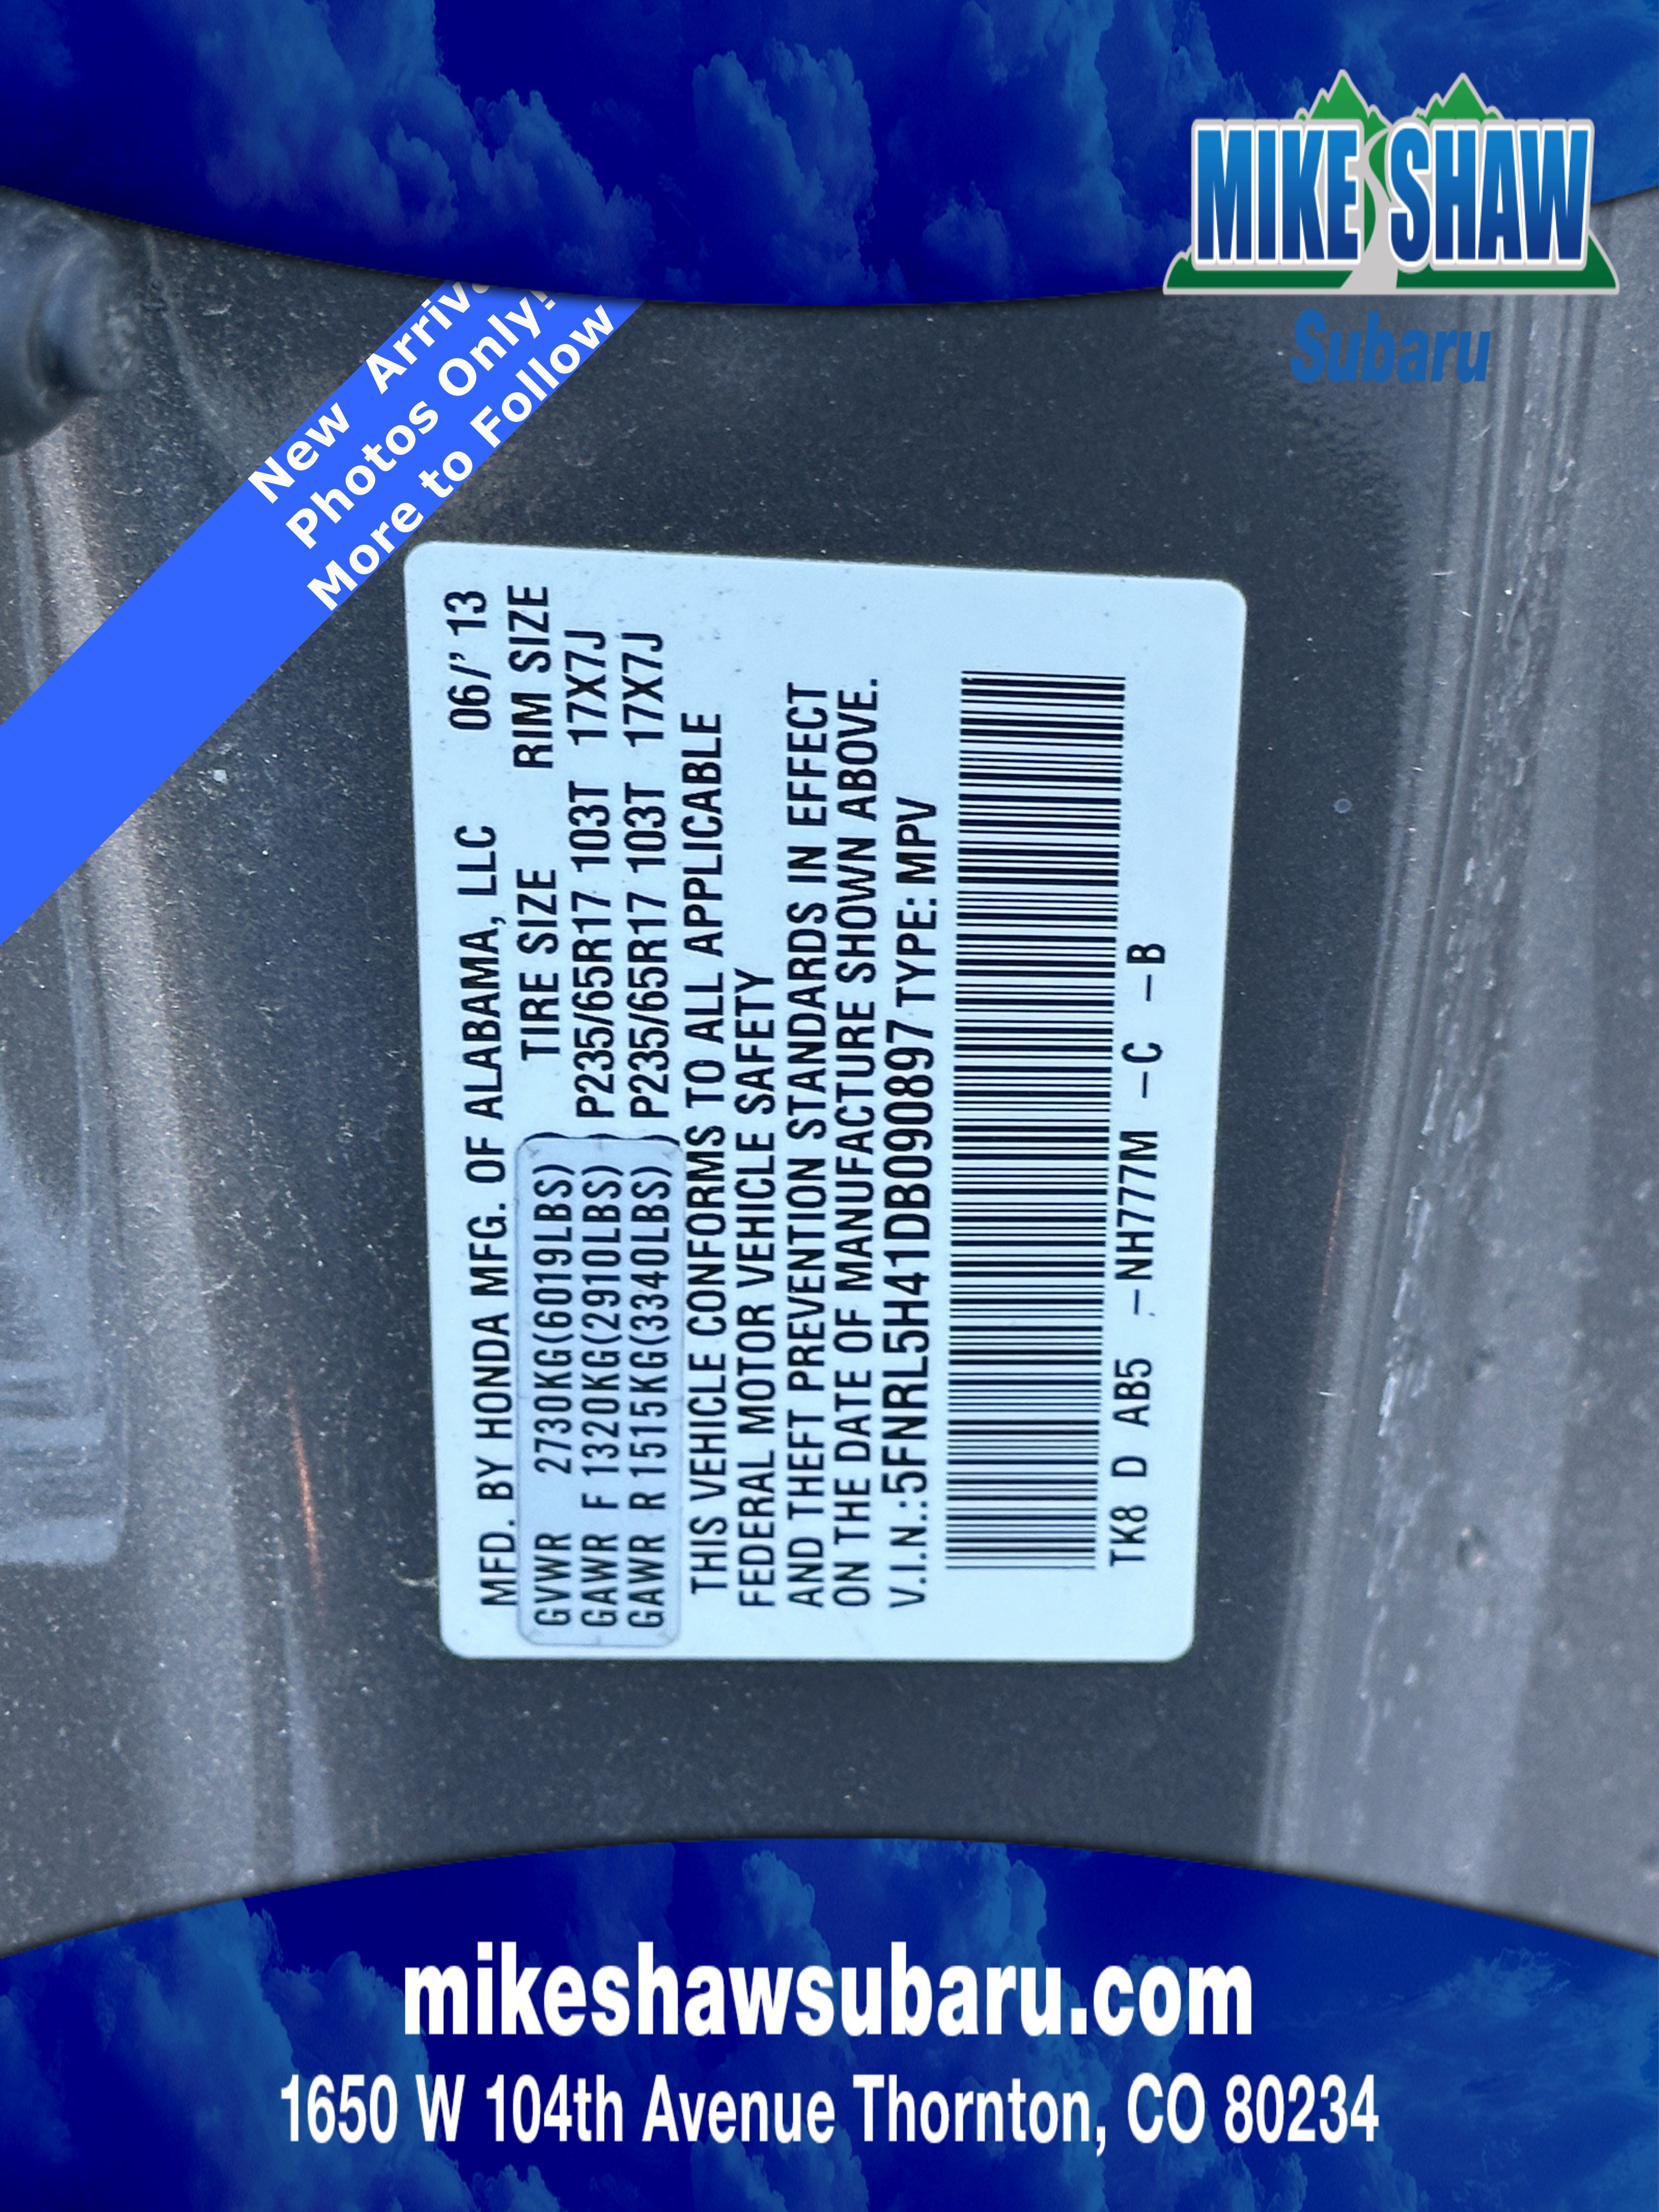 MIKE SHAW
Subaru
New Arriv
Photos Only!
More to Follow
MFD. BY HONDA MFG. OF ALABAMA, LLC 06/'13
TIRE SIZE RIM SIZE
GVWR 2730KG(6019LBS)
GAWR F 1320KG(2910LBS) P235/65R17 103T 17X7J
GAWR R 1515KG(3340LBS) P235/65R17 103T 17X7J
THIS VEHICLE CONFORMS TO ALL APPLICABLE
FEDERAL MOTOR VEHICLE SAFETY
AND THEFT PREVENTION STANDARDS IN EFFECT
ON THE DATE OF MANUFACTURE SHOWN ABOVE.
V.I.N.:5FNRL5H41DB090897 TYPE: MPV
TK8 D AB5 -NH777M -C -B
mikeshawsubaru.com
1650 W 104th Avenue Thornton, CO 80234